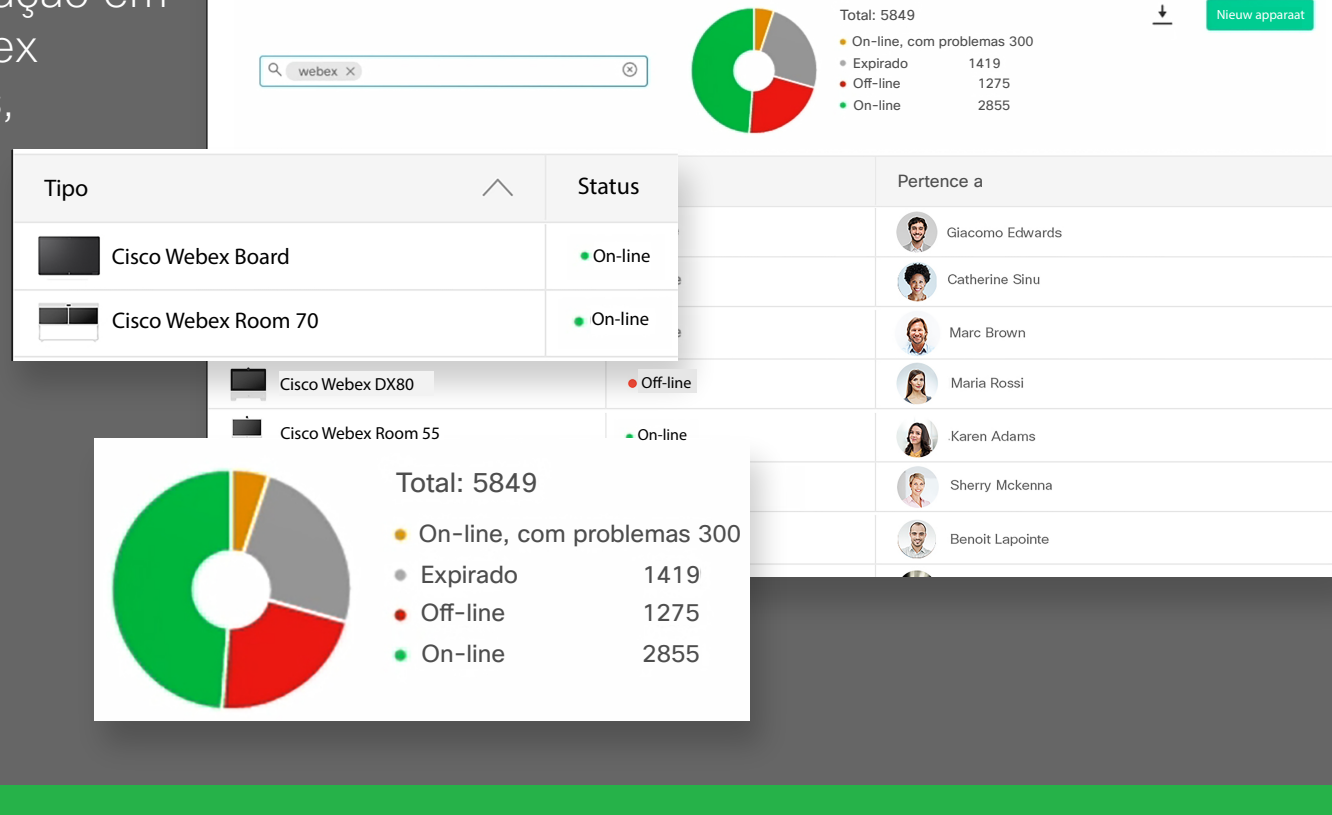 ex
Total: 5849
On-line, com problemas 300
Expirado 1419
Off-line 1275
On-line 2855
Nieuw apparaat
webex
Tipo Status
Cisco Webex Board On-line
Cisco Webex Room 70 On-line
Cisco Webex DX80 Off-line
Cisco Webex Room 55 On-line
Pertence a
Giacomo Edwards
Catherine Sinu
Marc Brown
Maria Rossi
Karen Adams
Sherry Mckenna
Benoit Lapointe
Total: 5849
On-line, com problemas 300
Expirado 1419
Off-line 1275
On-line 2855